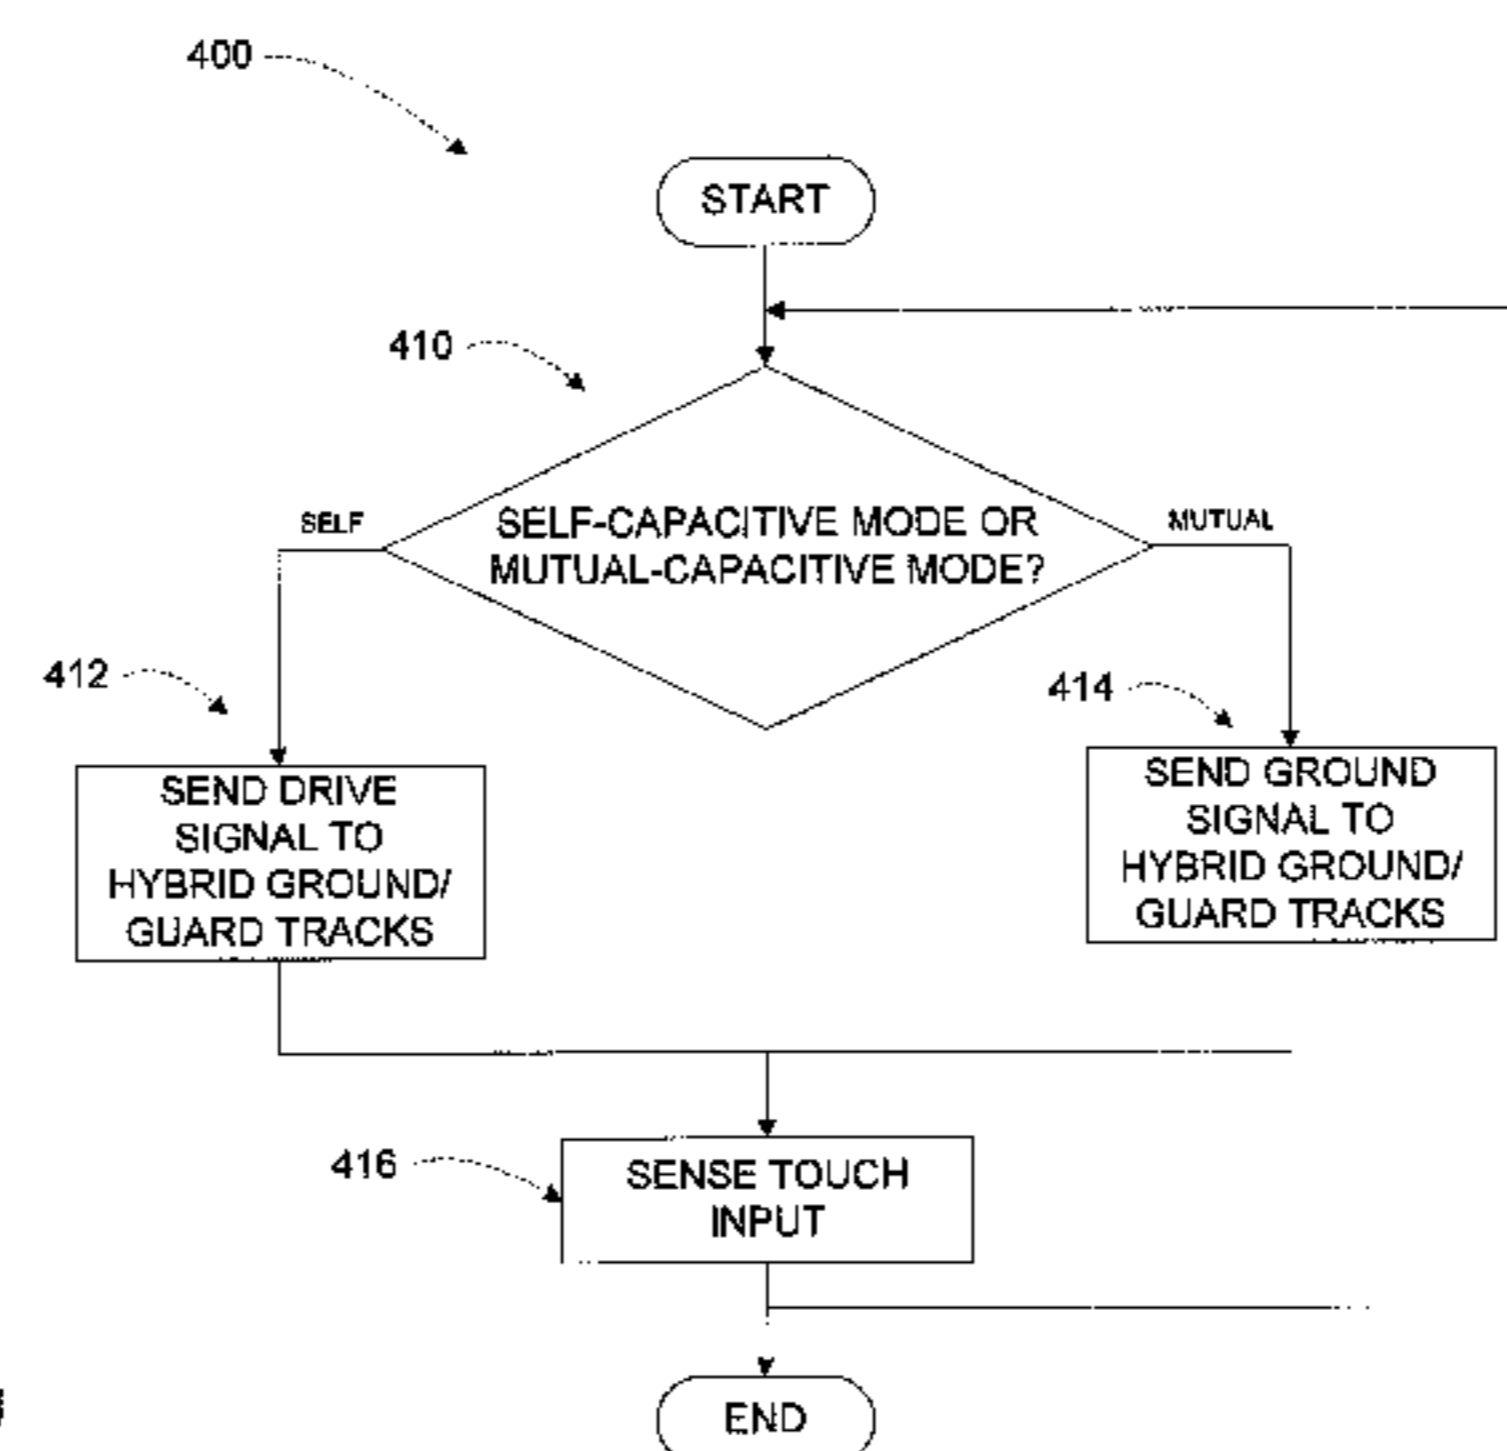 400
START
410
SELF
SELF-CAPACITIVE MODE OR
MUTUAL-CAPACITIVE MODE?
MUTUAL
412
414
SEND DRIVE
SIGNAL TO
HYBRID GROUND/
GUARD TRACKS
SEND GROUND
SIGNAL TO
HYBRID GROUND/
GUARD TRACKS
416
SENSE TOUCH
INPUT
END